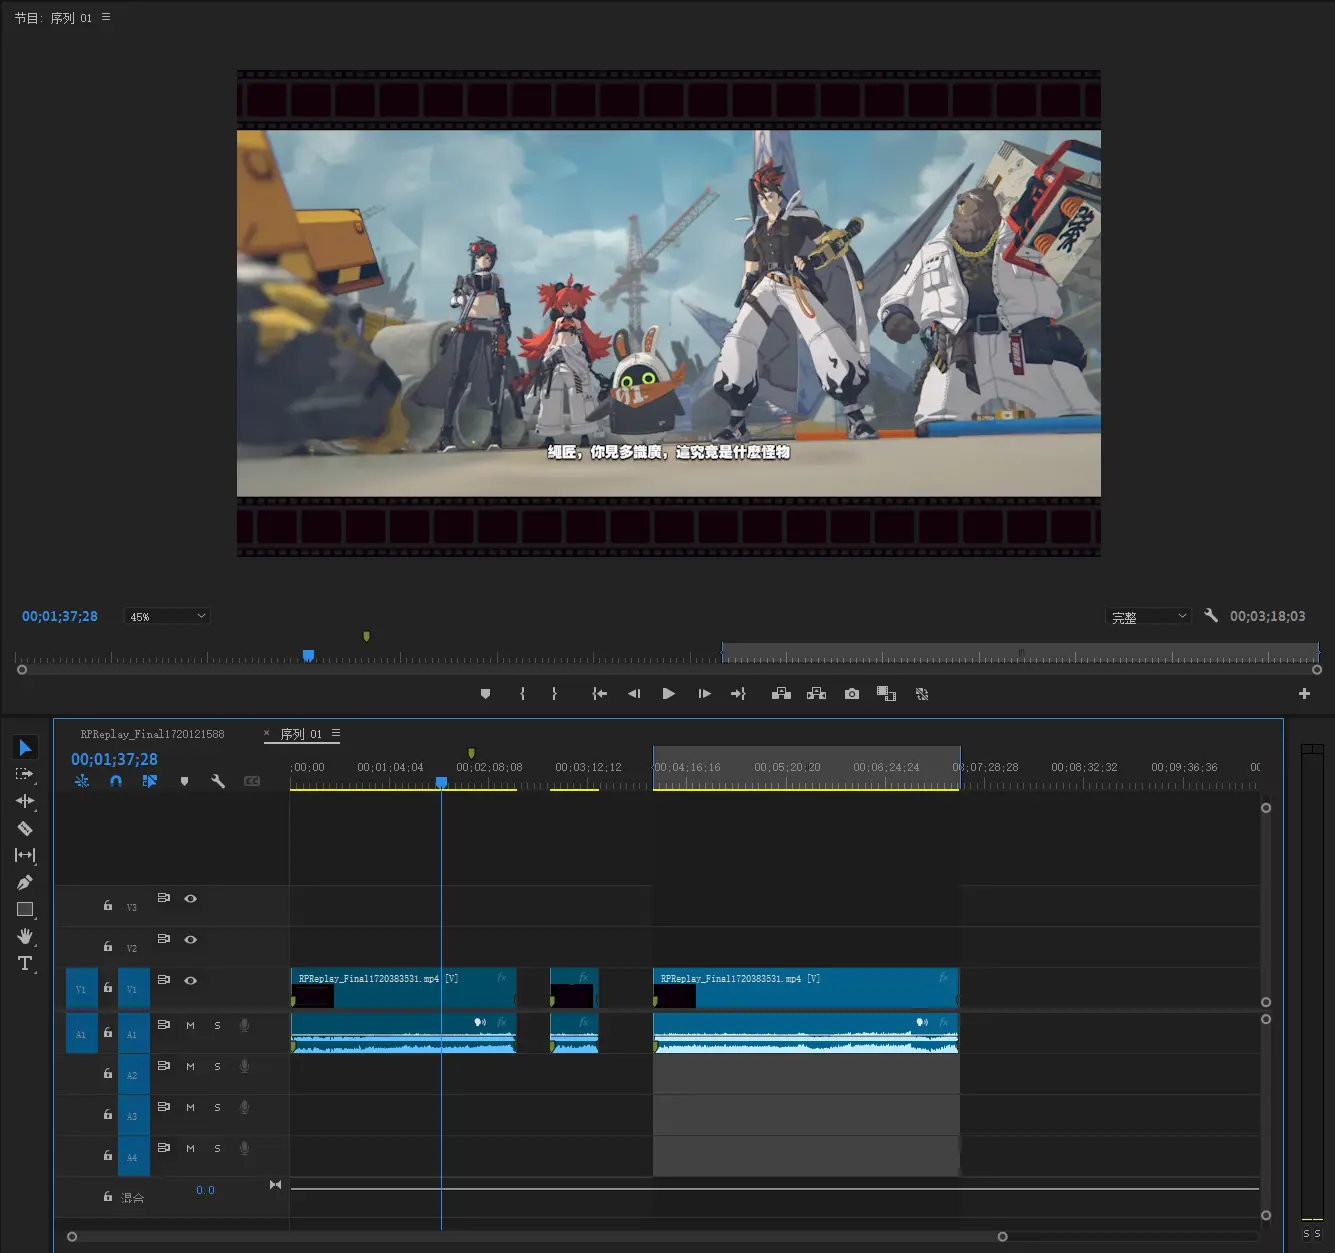 节目: 序列 01
繩匠，你見多識廣，這究竟是什麼怪物
00;01;37;28
45%
完整
00;03;18;03
RPReplay_Final1720121588
× 序列 01
00;01;37;28
;00;00
00;01;04;04
00;02;08;08
00;03;12;12
00;04;16;16
00;05;20;20
00;06;24;24
00;07;28;28
00;08;32;32
00;09;36;36
V3
V2
RPReplay_Final1720383531.mp4 [V]
fx
fx
RPReplay_Final1720383531.mp4 [V]
fx
V1
V1
A1
A1
M
S
fx
fx
fx
A2
M
S
A3
M
S
A4
M
S
混合
0.0
S S